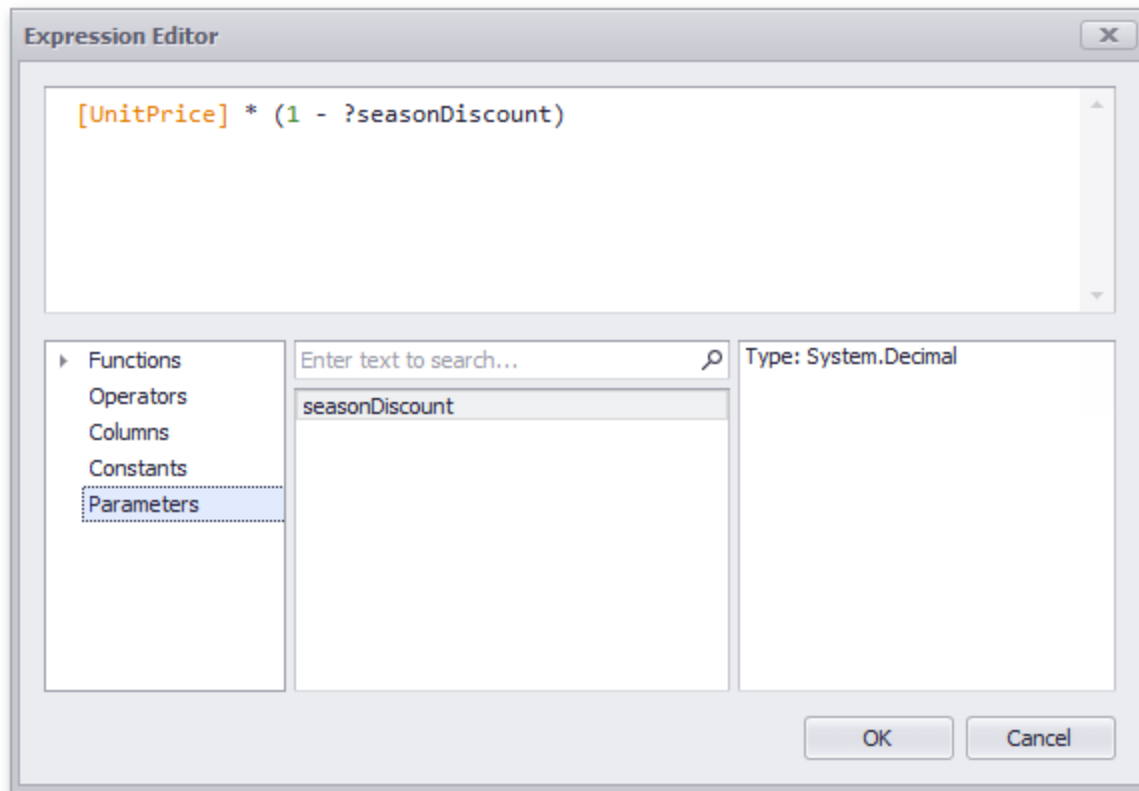 Expression Editor
[UnitPrice] * (1 - ?seasonDiscount)
Functions
Operators
Columns
Constants
Parameters
Enter text to search...
seasonDiscount
Type: System.Decimal
OK
Cancel